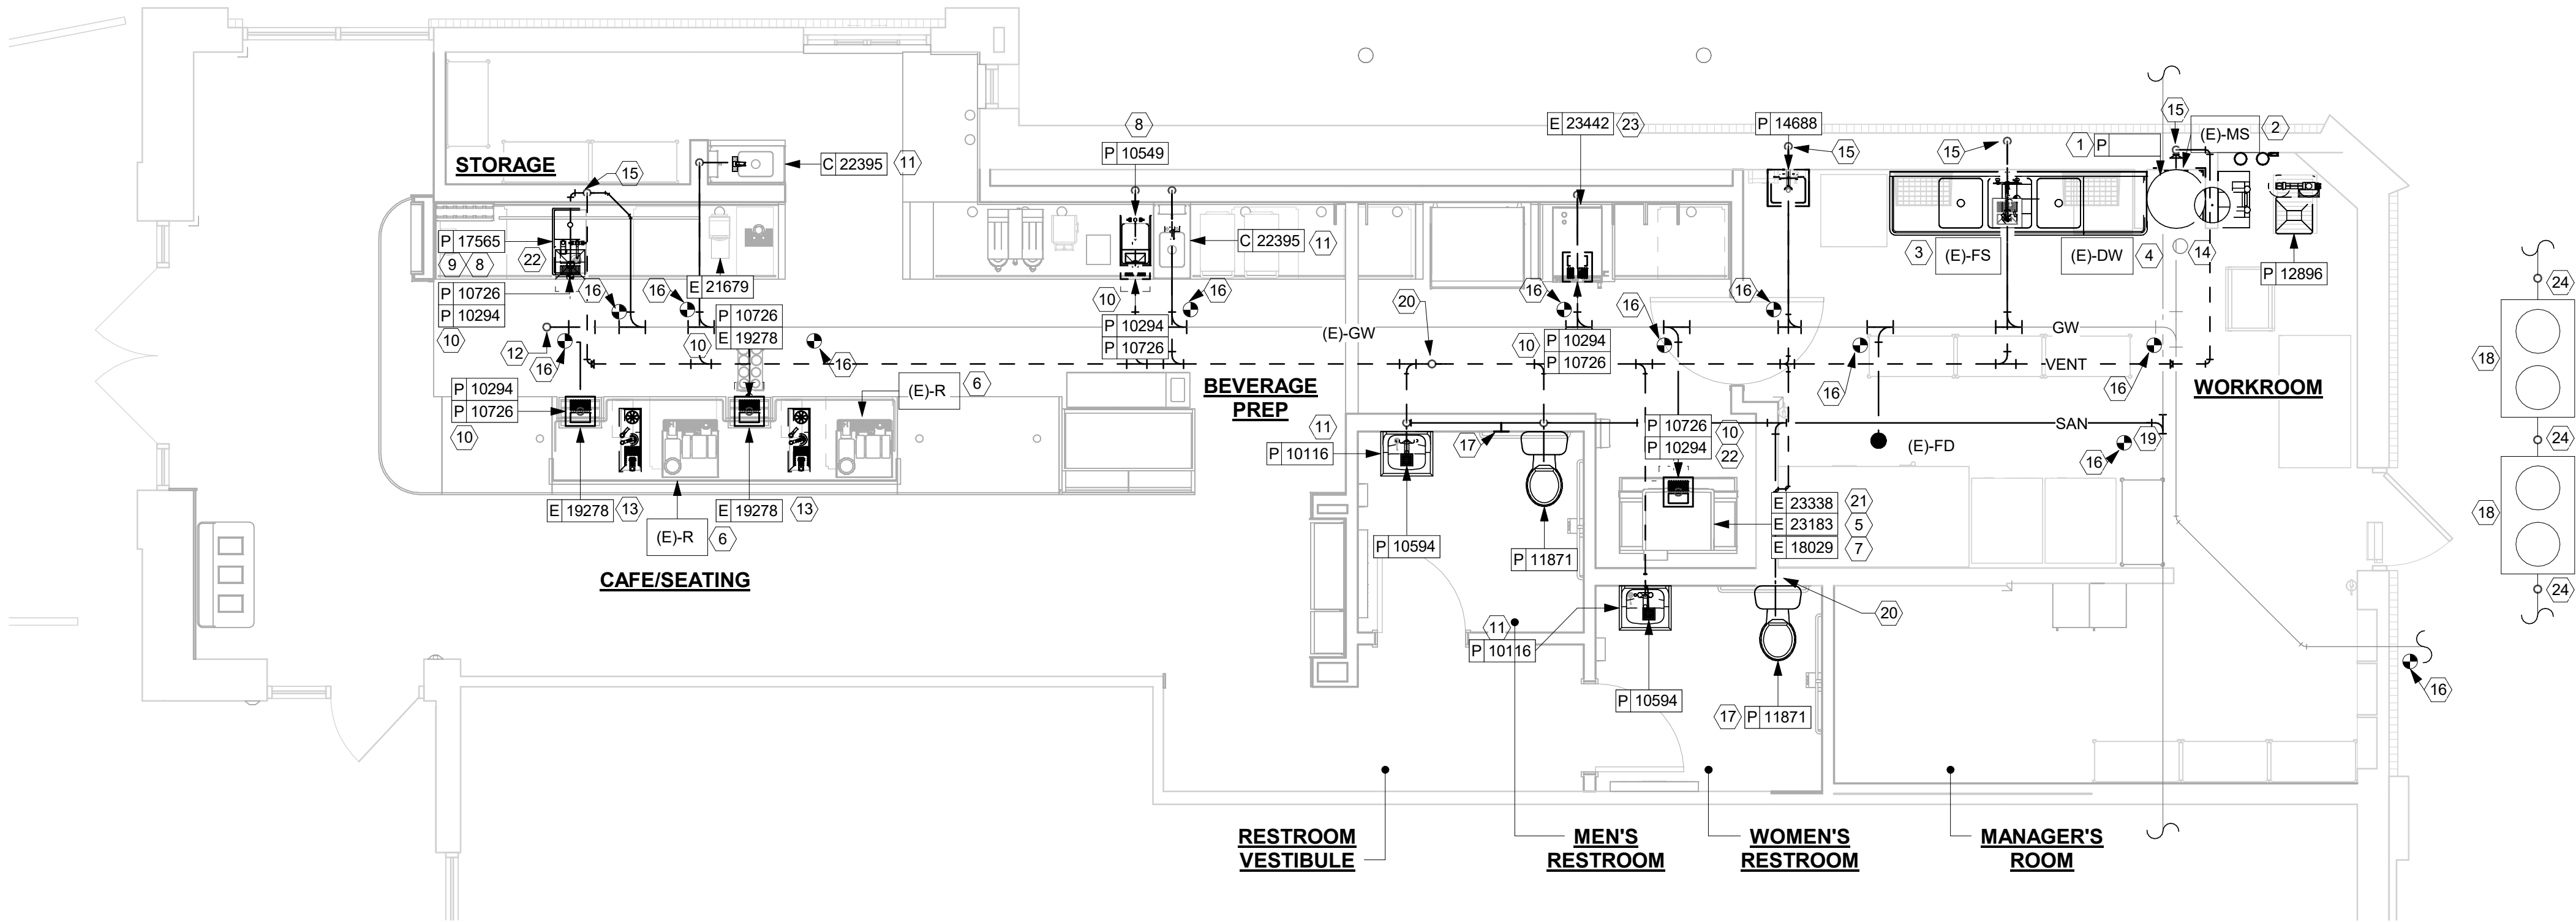 8
E 23442 23
P 14688
15
1 P
(E)-MS 2
STORAGE
15
C 22395 11
P 10549
15
15
P 17565
9 8 22
C 22395 11
3 (E)-FS
(E)-DW 4
14
P 12896
P 10726
P 10294
10
16
16
E 21679
P 10726
E 19278
10
10
P 10294
P 10726
16
20
16
10
P 10294
P 10726
16
16
24
12
16
16
(E)-GW
GW
VENT
16
16
18
WORKROOM
P 10294
P 10726
10
(E)-R 6
BEVERAGE
PREP
11
P 10116
17
P 10726
P 10294
10
22
SAN
(E)-FD
16
19
24
18
E 19278 13
E 19278 13
(E)-R 6
P 10594
P 11871
E 23338 21
E 23183 5
E 18029 7
CAFE/SEATING
24
20
11
P 10116
P 10594
17 P 11871
16
RESTROOM
VESTIBULE
MEN'S
RESTROOM
WOMEN'S
RESTROOM
MANAGER'S
ROOM